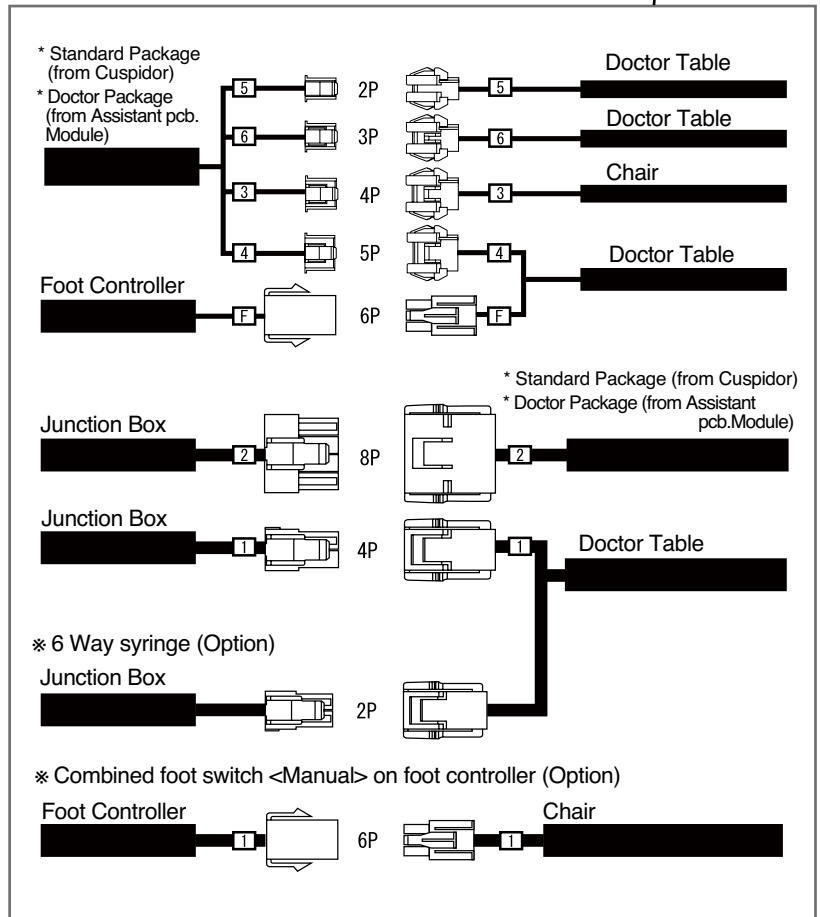 * Standard Package
(from Cuspidor)
* Doctor Package
(from Assistant pcb.
Module)
5 2P 5 Doctor Table
6 3P 6 Doctor Table
3 4P 3 Chair
4 5P 4 Doctor Table
Foot Controller
F 6P F
* Standard Package (from Cuspidor)
* Doctor Package (from Assistant
pcb.Module)
Junction Box
2 8P 2
Junction Box
1 4P 1 Doctor Table
※ 6 Way syringe (Option)
Junction Box
2P
※ Combined foot switch <Manual> on foot controller (Option)
Foot Controller Chair
1 6P 1